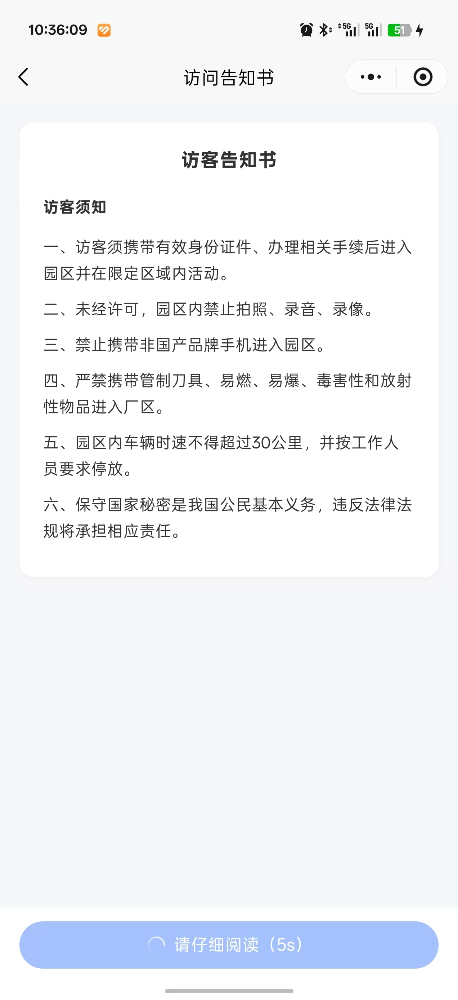 10:36:09
5G 5G 51
访问告知书
访客告知书
访客须知
一、访客须携带有效身份证件、办理相关手续后进入
园区并在限定区域内活动。
二、未经许可，园区内禁止拍照、录音、录像。
三、禁止携带非国产品牌手机进入园区。
四、严禁携带管制刀具、易燃、易爆、毒害性和放射
性物品进入厂区。
五、园区内车辆时速不得超过30公里，并按工作人
员要求停放。
六、保守国家秘密是我国公民基本义务，违反法律法
规将承担相应责任。
请仔细阅读（5s）